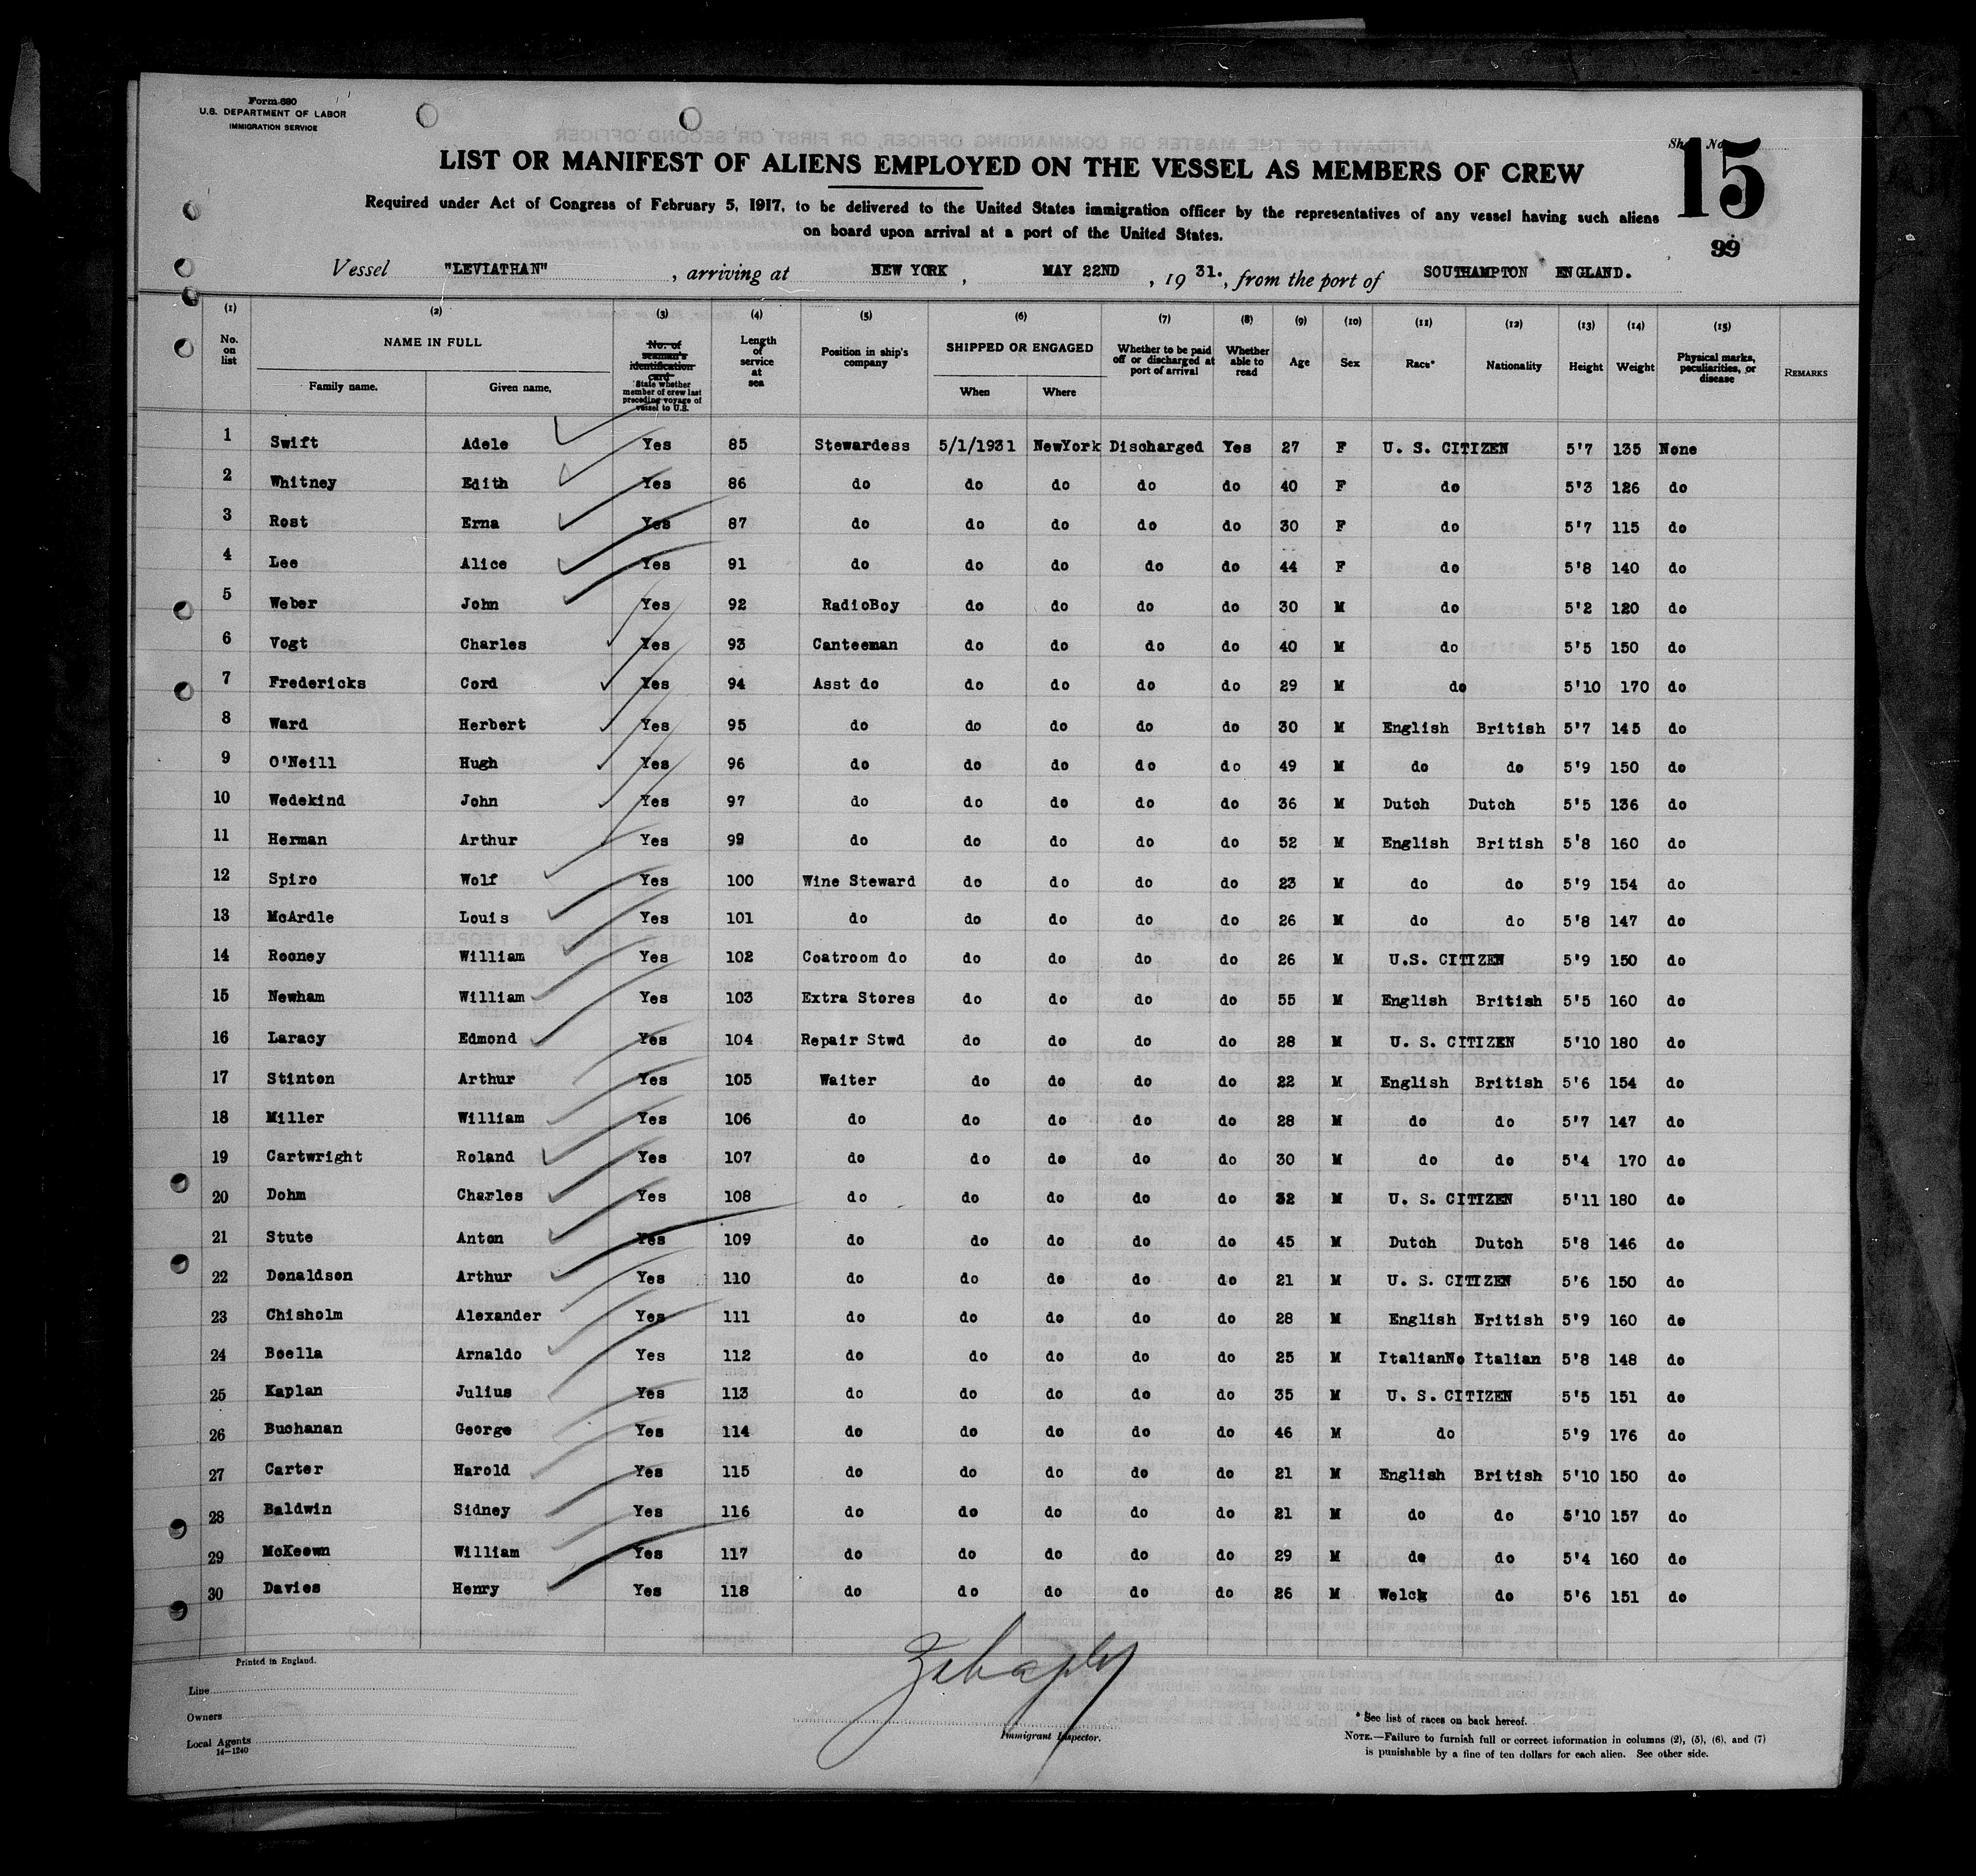 Form 680
U.S. DEPARTMENT OF LABOR
IMMIGRATION SERVICE
Sh No
15
99
LIST OR MANIFEST OF ALIENS EMPLOYED ON THE VESSEL AS MEMBERS OF CREW
Required under Act of Congress of February 5, 1917, to be delivered to the United States immigration officer by the representatives of any vessel having such aliens
on board upon arrival at a port of the United States.
Vessel "LEVIATHAN", arriving at NEW YORK, MAY 22ND, 19 31., from the port of SOUTHAMPTON ENGLAND.
(1) (2) (3) (4) (5) (6) (7) (8) (9) (10) (11) (12) (13) (14) (15)
No. on list NAME IN FULL Family name. Given name. No. of seaman's identification card State whether member of crew last preceding voyage of vessel to U.S. Length of service at sea Position in ship's company SHIPPED OR ENGAGED When Where Whether to be paid off or discharged at port of arrival Whether able to read Age Sex Race* Nationality Height Weight Physical marks, peculiarities, or disease REMARKS
1 Swift Adele Yes 85 Stewardess 5/1/1931 NewYork Discharged Yes 27 F U. S. CITIZEN 5'7 135 None
2 Whitney Edith Yes 86 do do do do do 40 F do 5'3 126 do
3 Rost Erna Yes 87 do do do do do 30 F do 5'7 115 do
4 Lee Alice Yes 91 do do do do do 44 F do 5'8 140 do
5 Weber John Yes 92 RadioBoy do do do do 30 M do 5'2 120 do
6 Vogt Charles Yes 93 Canteeman do do do do 40 M do 5'5 150 do
7 Fredericks Cord Yes 94 Asst do do do do do 29 M do 5'10 170 do
8 Ward Herbert Yes 95 do do do do do 30 M English British 5'7 145 do
9 O'Neill Hugh Yes 96 do do do do do 49 M do do 5'9 150 do
10 Wedekind John Yes 97 do do do do do 36 M Dutch Dutch 5'5 136 do
11 Herman Arthur Yes 99 do do do do do 52 M English British 5'8 160 do
12 Spiro Wolf Yes 100 Wine Steward do do do do 23 M do do 5'9 154 do
13 McArdle Louis Yes 101 do do do do do 26 M do do 5'8 147 do
14 Rooney William Yes 102 Coatroom do do do do do 26 M U.S. CITIZEN 5'9 150 do
15 Newham William Yes 103 Extra Stores do do do do 55 M English British 5'5 160 do
16 Laracy Edmond Yes 104 Repair Stwd do do do do 28 M U. S. CITIZEN 5'10 180 do
17 Stinton Arthur Yes 105 Waiter do do do do 22 M English British 5'6 154 do
18 Miller William Yes 106 do do do do do 28 M do do 5'7 147 do
19 Cartwright Roland Yes 107 do do do do do 30 M do do 5'4 170 do
20 Dohm Charles Yes 108 do do do do do 32 M U. S. CITIZEN 5'11 180 do
21 Stute Anton Yes 109 do do do do do 45 M Dutch Dutch 5'8 146 do
22 Donaldson Arthur Yes 110 do do do do do 21 M U. S. CITIZEN 5'6 150 do
23 Chisholm Alexander Yes 111 do do do do do 28 M English British 5'9 160 do
24 Boella Arnaldo Yes 112 do do do do do 25 M ItalianNo Italian 5'8 148 do
25 Kaplan Julius Yes 113 do do do do do 35 M U. S. CITIZEN 5'5 151 do
26 Buchanan George Yes 114 do do do do do 46 M do 5'9 176 do
27 Carter Harold Yes 115 do do do do do 21 M English British 5'10 150 do
28 Baldwin Sidney Yes 116 do do do do do 21 M do do 5'10 157 do
29 McKeown William Yes 117 do do do do do 29 M do do 5'4 160 do
30 Davies Henry Yes 118 do do do do do 26 M Welch do 5'6 151 do
Printed in England.
Line
Owners
Local Agents
14-1240
Immigrant Inspector.
* See list of races on back hereof.
NOTE.—Failure to furnish full or correct information in columns (2), (5), (6), and (7)
is punishable by a fine of ten dollars for each alien. See other side.